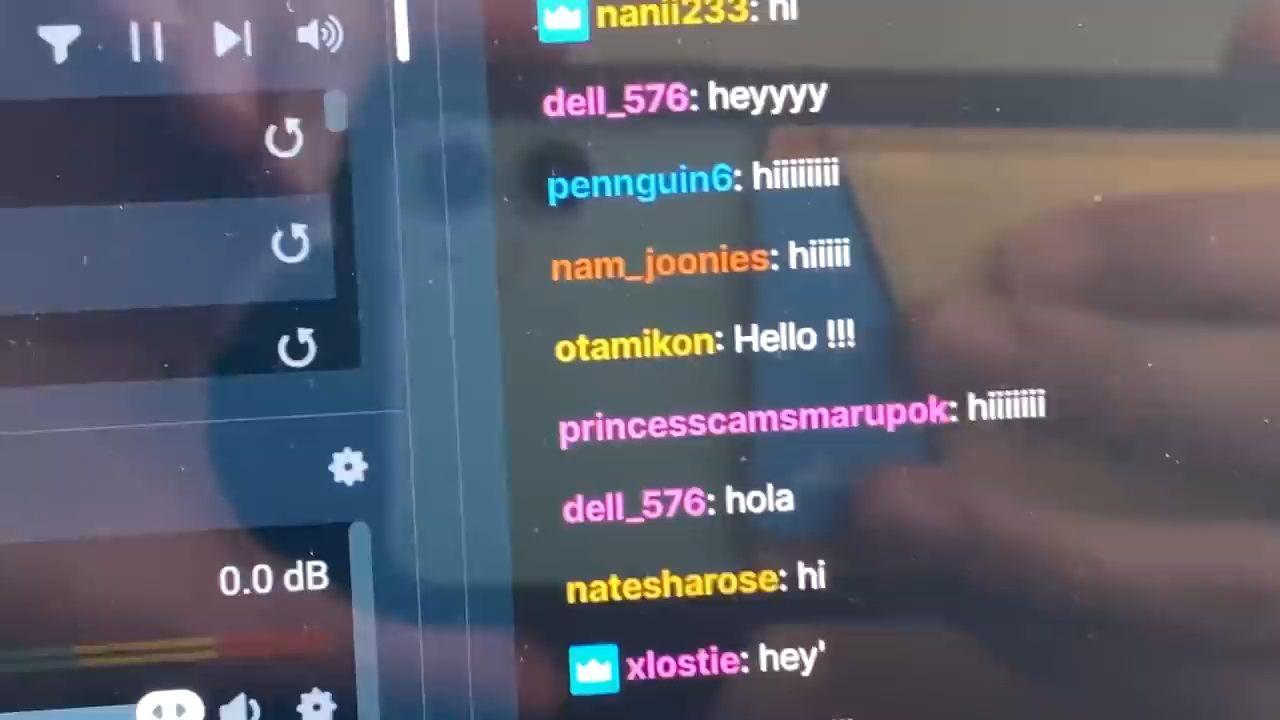 nanii233: hi
dell_576: heyyyy
pennguin6: hiiiiiiiii
nam_joonies: hiiiii
otamikon: Hello !!!
princesscamsmarupok: hiiiiiii
dell_576: hola
natesharose: hi
xlostie: hey'
0.0 dB